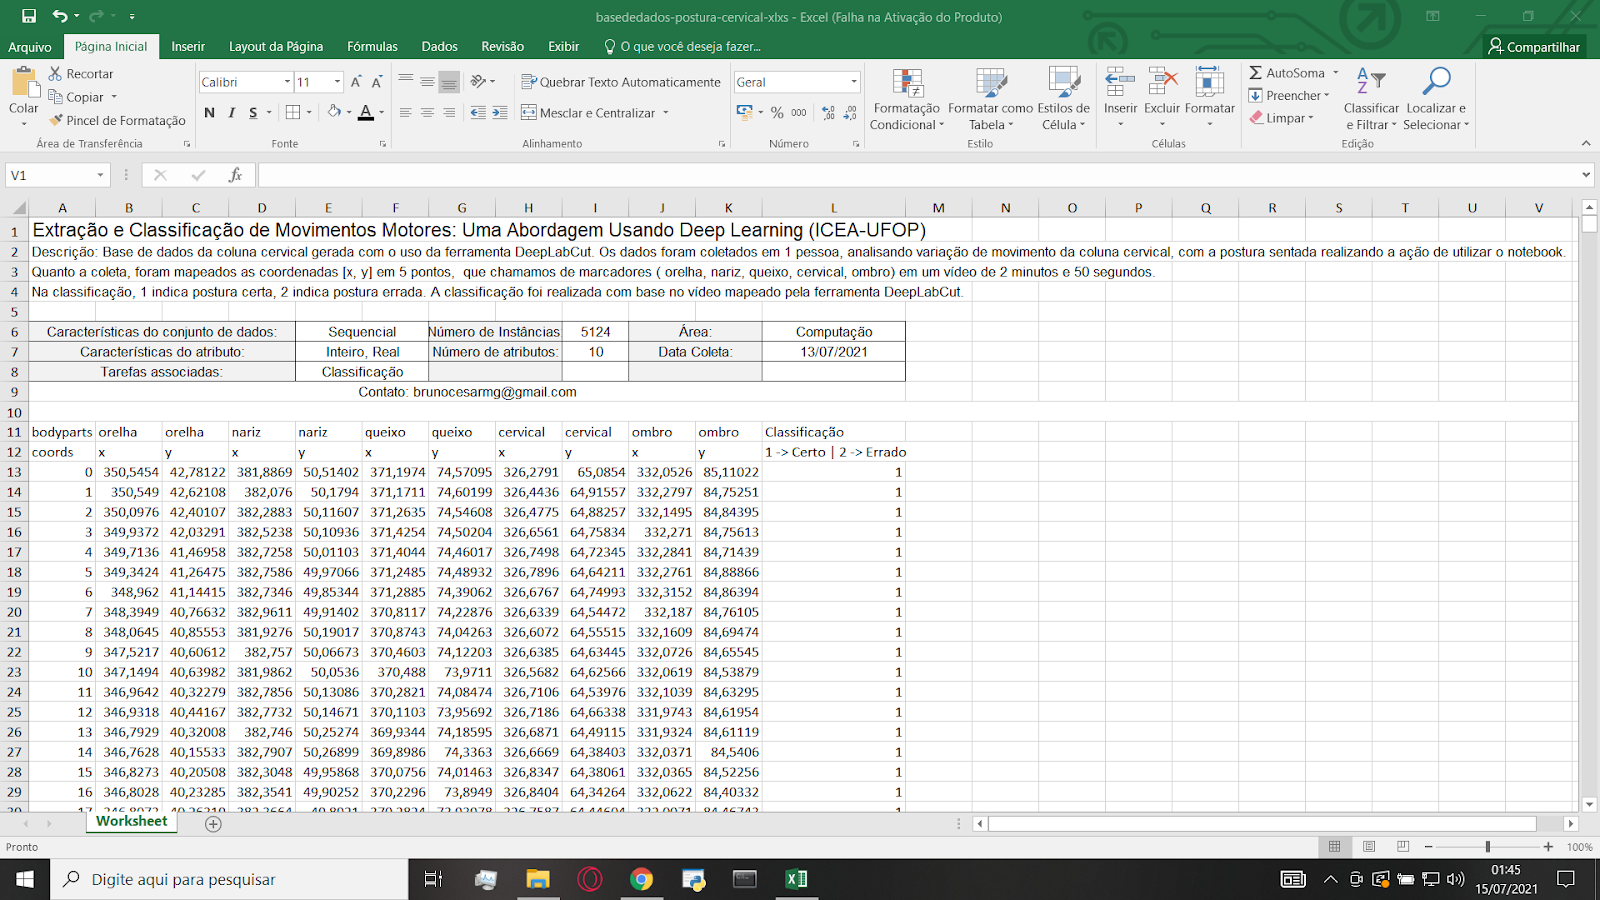 basededados-postura-cervical-xlxs - Excel (Falha na Ativação do Produto)
Arquivo Página Inicial Inserir Layout da Página Fórmulas Dados Revisão Exibir O que você deseja fazer... Compartilhar
Colar Recortar Copiar Pincel de Formatação
Calibri 11 N I S A
Quebrar Texto Automaticamente
Mesclar e Centralizar
Geral % 000
Formatação Condicional Formatar como Tabela Estilos de Célula
Inserir Excluir Formatar
AutoSoma Preencher Limpar
Classificar e Filtrar Localizar e Selecionar
Área de Transferência Fonte Alinhamento Número Estilo Células Edição
V1 fx
A B C D E F G H I J K L M N O P Q R S T U V
1 Extração e Classificação de Movimentos Motores: Uma Abordagem Usando Deep Learning (ICEA-UFOP)
2 Descrição: Base de dados da coluna cervical gerada com o uso da ferramenta DeepLabCut. Os dados foram coletados em 1 pessoa, analisando variação de movimento da coluna cervical, com a postura sentada realizando a ação de utilizar o notebook.
3 Quanto a coleta, foram mapeados as coordenadas [x, y] em 5 pontos, que chamamos de marcadores ( orelha, nariz, queixo, cervical, ombro) em um vídeo de 2 minutos e 50 segundos.
4 Na classificação, 1 indica postura certa, 2 indica postura errada. A classificação foi realizada com base no vídeo mapeado pela ferramenta DeepLabCut.
5
6 Características do conjunto de dados: Sequencial Número de Instâncias: 5124 Área: Computação
7 Características do atributo: Inteiro, Real Número de atributos: 10 Data Coleta: 13/07/2021
8 Tarefas associadas: Classificação
9 Contato: brunocesarmg@gmail.com
10
11 bodyparts orelha orelha nariz nariz queixo queixo cervical cervical ombro ombro Classificação
12 coords x y x y x y x y x y 1 -> Certo | 2 -> Errado
13 0 350,5454 42,78122 381,8869 50,51402 371,1974 74,57095 326,2791 65,0854 332,0526 85,11022 1
14 1 350,549 42,62108 382,076 50,1794 371,1711 74,60199 326,4436 64,91557 332,2797 84,75251 1
15 2 350,0976 42,40107 382,2883 50,11607 371,2635 74,54608 326,4775 64,88257 332,1495 84,84395 1
16 3 349,9372 42,03291 382,5238 50,10936 371,4254 74,50204 326,6561 64,75834 332,271 84,75613 1
17 4 349,7136 41,46958 382,7258 50,01103 371,4044 74,46017 326,7498 64,72345 332,2841 84,71439 1
18 5 349,3424 41,26475 382,7586 49,97066 371,2485 74,48932 326,7896 64,64211 332,2761 84,88866 1
19 6 348,962 41,14415 382,7346 49,85344 371,2885 74,39062 326,6767 64,74993 332,3152 84,86394 1
20 7 348,3949 40,76632 382,9611 49,91402 370,8117 74,22876 326,6339 64,54472 332,187 84,76105 1
21 8 348,0645 40,85553 381,9276 50,19017 370,8743 74,04263 326,6072 64,55515 332,1609 84,69474 1
22 9 347,5217 40,60612 382,757 50,06673 370,4603 74,12203 326,6385 64,63445 332,0726 84,65545 1
23 10 347,1494 40,63982 381,9862 50,0536 370,488 73,9711 326,5682 64,62566 332,0619 84,53879 1
24 11 346,9642 40,32279 382,7856 50,13086 370,2821 74,08474 326,7106 64,53976 332,1039 84,63295 1
25 12 346,9318 40,44167 382,7732 50,14671 370,1103 73,95692 326,7186 64,66338 331,9743 84,61954 1
26 13 346,7929 40,32008 382,746 50,25274 369,9344 74,18595 326,6871 64,49115 331,9324 84,61119 1
27 14 346,7628 40,15533 382,7907 50,26899 369,8986 74,3363 326,6669 64,38403 332,0371 84,5406 1
28 15 346,8273 40,20508 382,3048 49,95868 370,0756 74,01463 326,8347 64,38061 332,0365 84,52256 1
29 16 346,8028 40,23285 382,3541 49,90252 370,2296 73,8949 326,8404 64,34264 332,0622 84,40332 1
Worksheet
Pronto 100%
Digite aqui para pesquisar
01:45
15/07/2021